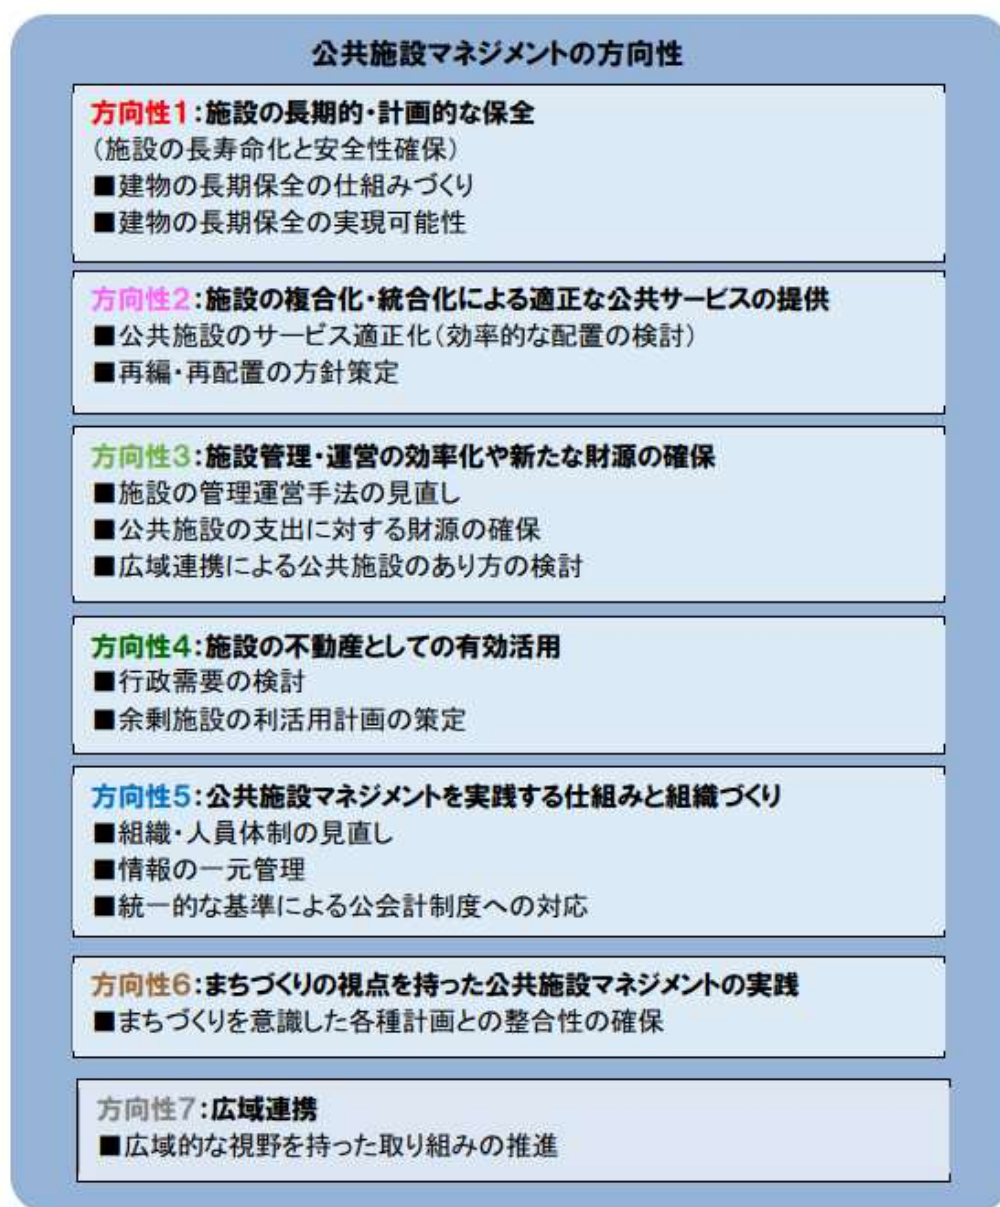 公共施設マネジメントの方向性
方向性1:施設の長期的・計画的な保全
(施設の長寿命化と安全性確保)
■建物の長期保全の仕組みづくり
■建物の長期保全の実現可能性
方向性2:施設の複合化・統合化による適正な公共サービスの提供
■公共施設のサービス適正化(効率的な配置の検討)
■再編・再配置の方針策定
方向性3:施設管理・運営の効率化や新たな財源の確保
■施設の管理運営手法の見直し
■公共施設の支出に対する財源の確保
■広域連携による公共施設のあり方の検討
方向性4:施設の不動産としての有効活用
■行政需要の検討
■余剰施設の利活用計画の策定
方向性5:公共施設マネジメントを実践する仕組みと組織づくり
■組織・人員体制の見直し
■情報の一元管理
■統一的な基準による公会計制度への対応
方向性6:まちづくりの視点を持った公共施設マネジメントの実践
■まちづくりを意識した各種計画との整合性の確保
方向性7:広域連携
■広域的な視野を持った取り組みの推進